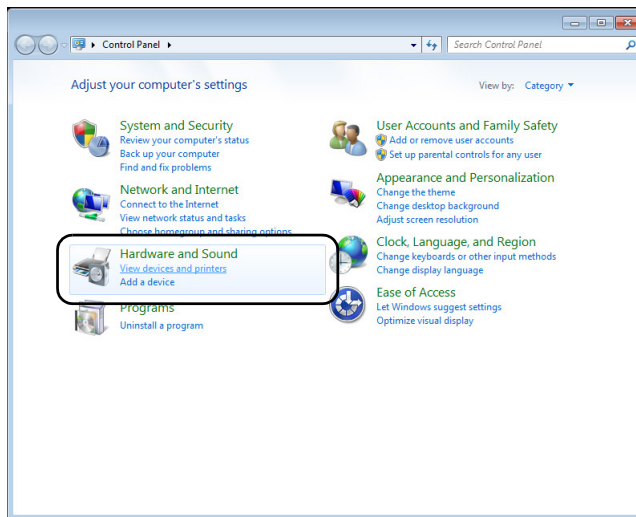 Control Panel
Search Control Panel
Adjust your computer's settings
View by: Category
System and Security
Review your computer's status
Back up your computer
Find and fix problems
Network and Internet
Connect to the Internet
View network status and tasks
Choose homegroup and sharing options
Hardware and Sound
View devices and printers
Add a device
Programs
Uninstall a program
User Accounts and Family Safety
Add or remove user accounts
Set up parental controls for any user
Appearance and Personalization
Change the theme
Change desktop background
Adjust screen resolution
Clock, Language, and Region
Change keyboards or other input methods
Change display language
Ease of Access
Let Windows suggest settings
Optimize visual display